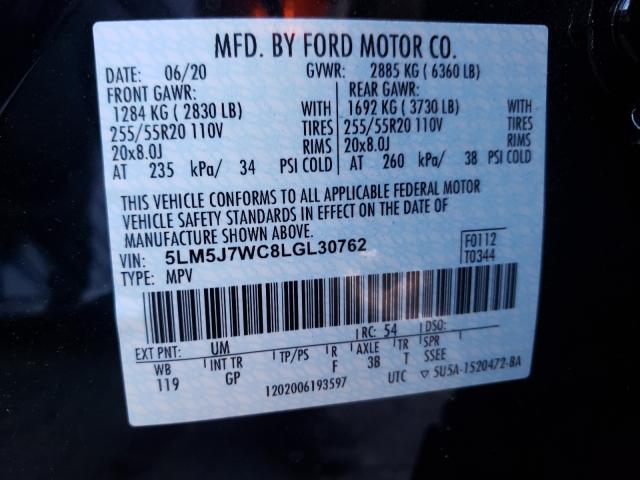 MFD. BY FORD MOTOR CO.
DATE: 06/20 GVWR: 2885 KG ( 6360 LB)
FRONT GAWR: REAR GAWR:
1284 KG ( 2830 LB) WITH 1692 KG ( 3730 LB) WITH
255/55R20 110V TIRES 255/55R20 110V TIRES
20x8.0J RIMS 20x8.0J RIMS
AT 235 kPa/ 34 PSI COLD AT 260 kPa/ 38 PSI COLD
THIS VEHICLE CONFORMS TO ALL APPLICABLE FEDERAL MOTOR
VEHICLE SAFETY STANDARDS IN EFFECT ON THE DATE OF
MANUFACTURE SHOWN ABOVE.
VIN: 5LM5J7WC8LGL30762 F0112
TYPE: MPV T0344
EXT PNT: UM RC: 54 DSO:
WB INT TR TP/PS R AXLE TR SPR
119 GP F 3B T SSEE
1202006193597 UTC ▽ 5U5A-1520472-BA